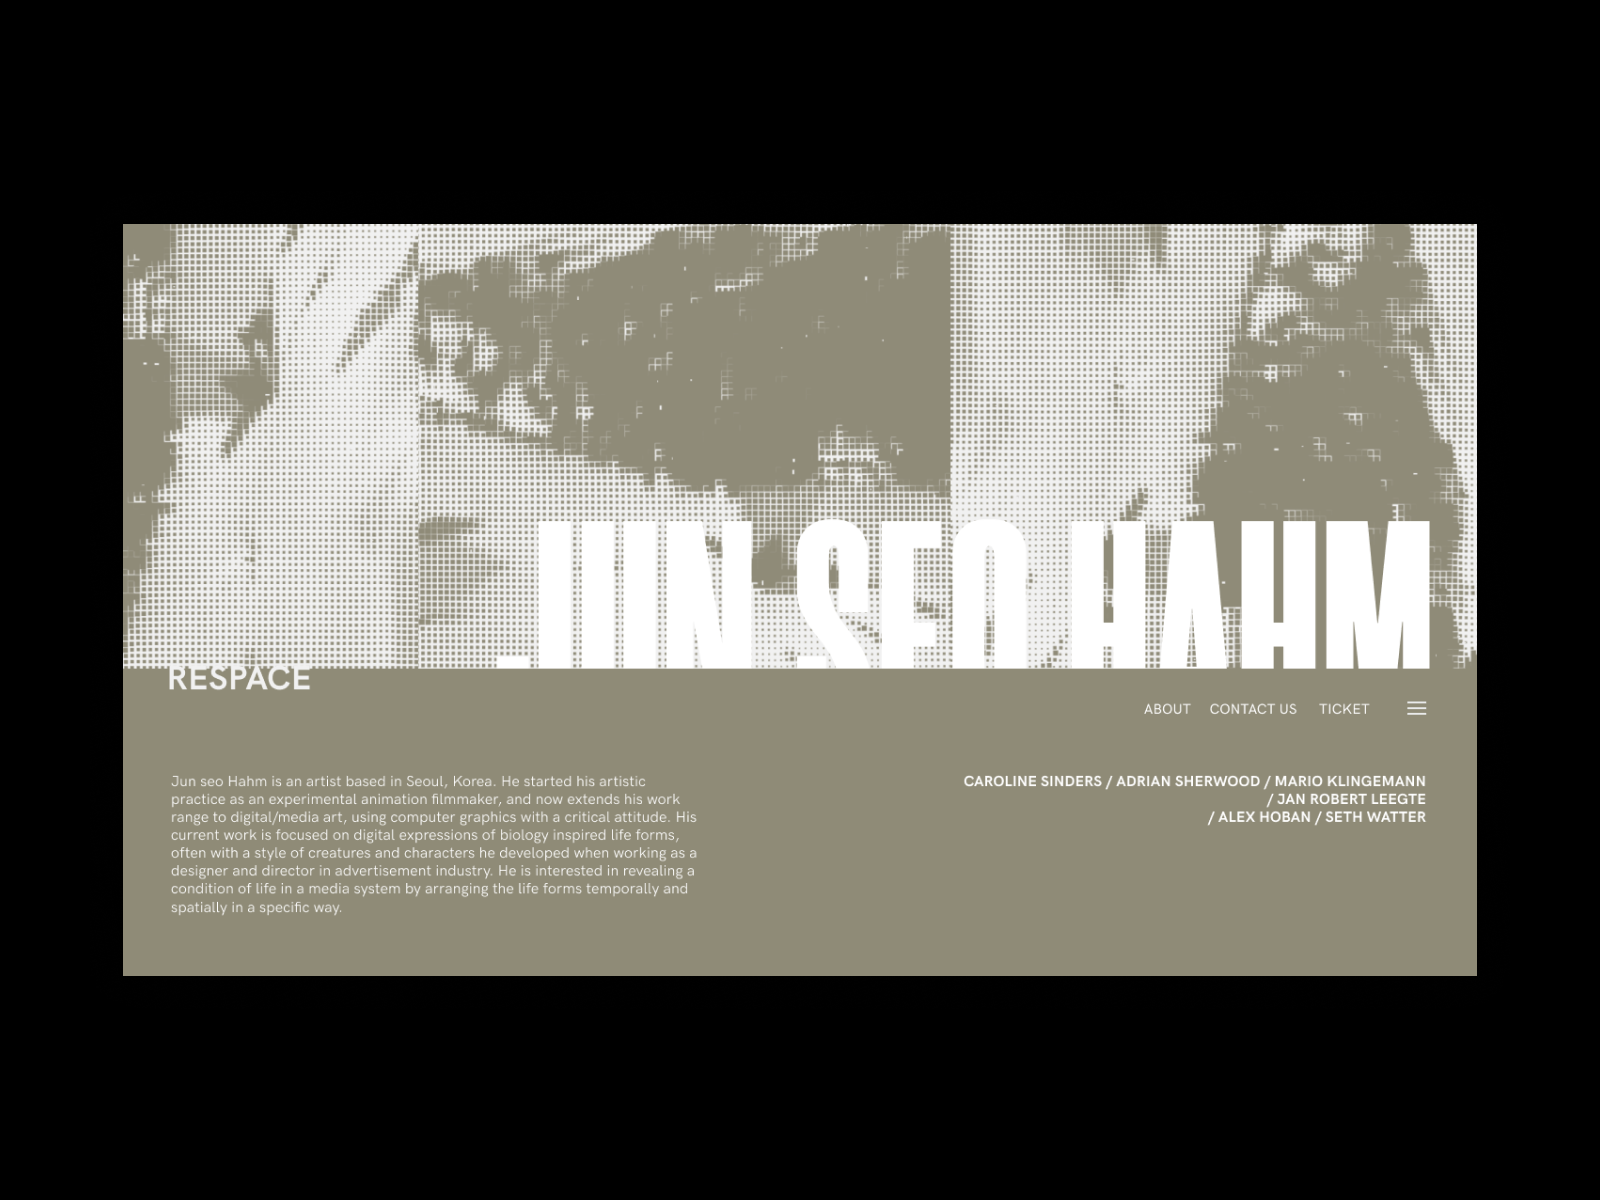 JUN SEO HAHM
RESPACE
ABOUT CONTACT US TICKET
Jun seo Hahm is an artist based in Seoul, Korea. He started his artistic
practice as an experimental animation filmmaker, and now extends his work
range to digital/media art, using computer graphics with a critical attitude. His
current work is focused on digital expressions of biology inspired life forms,
often with a style of creatures and characters he developed when working as a
designer and director in advertisement industry. He is interested in revealing a
condition of life in a media system by arranging the life forms temporally and
spatially in a specific way.
CAROLINE SINDERS / ADRIAN SHERWOOD / MARIO KLINGEMANN
/ JAN ROBERT LEEGTE
/ ALEX HOBAN / SETH WATTER